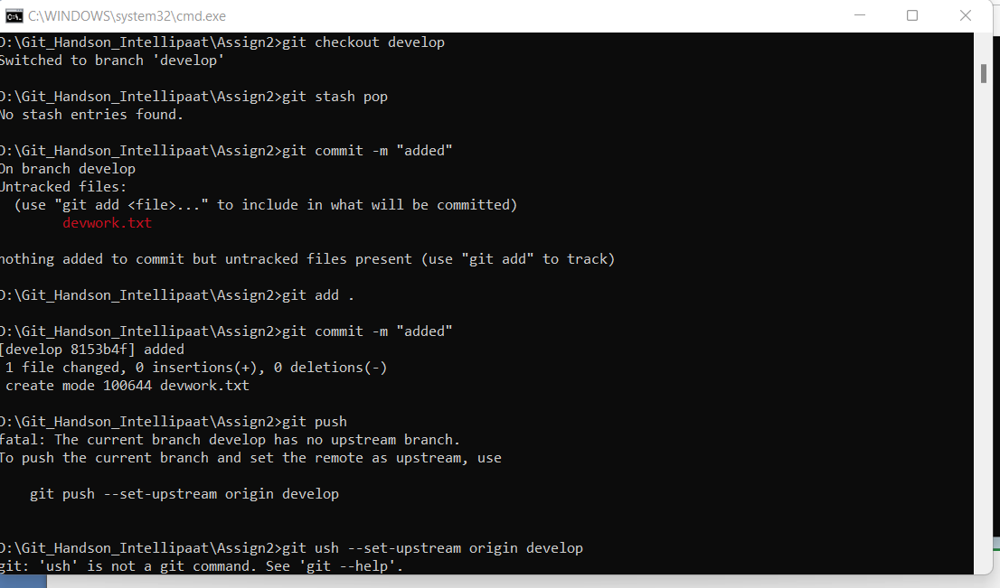 C:\WINDOWS\system32\cmd.exe
D:\Git_Handson_Intellipaat\Assign2>git checkout develop
Switched to branch 'develop'
D:\Git_Handson_Intellipaat\Assign2>git stash pop
No stash entries found.
D:\Git_Handson_Intellipaat\Assign2>git commit -m "added"
On branch develop
Untracked files:
  (use "git add <file>..." to include in what will be committed)
        devwork.txt
nothing added to commit but untracked files present (use "git add" to track)
D:\Git_Handson_Intellipaat\Assign2>git add .
D:\Git_Handson_Intellipaat\Assign2>git commit -m "added"
[develop 8153b4f] added
 1 file changed, 0 insertions(+), 0 deletions(-)
 create mode 100644 devwork.txt
D:\Git_Handson_Intellipaat\Assign2>git push
fatal: The current branch develop has no upstream branch.
To push the current branch and set the remote as upstream, use
    git push --set-upstream origin develop
D:\Git_Handson_Intellipaat\Assign2>git ush --set-upstream origin develop
git: 'ush' is not a git command. See 'git --help'.